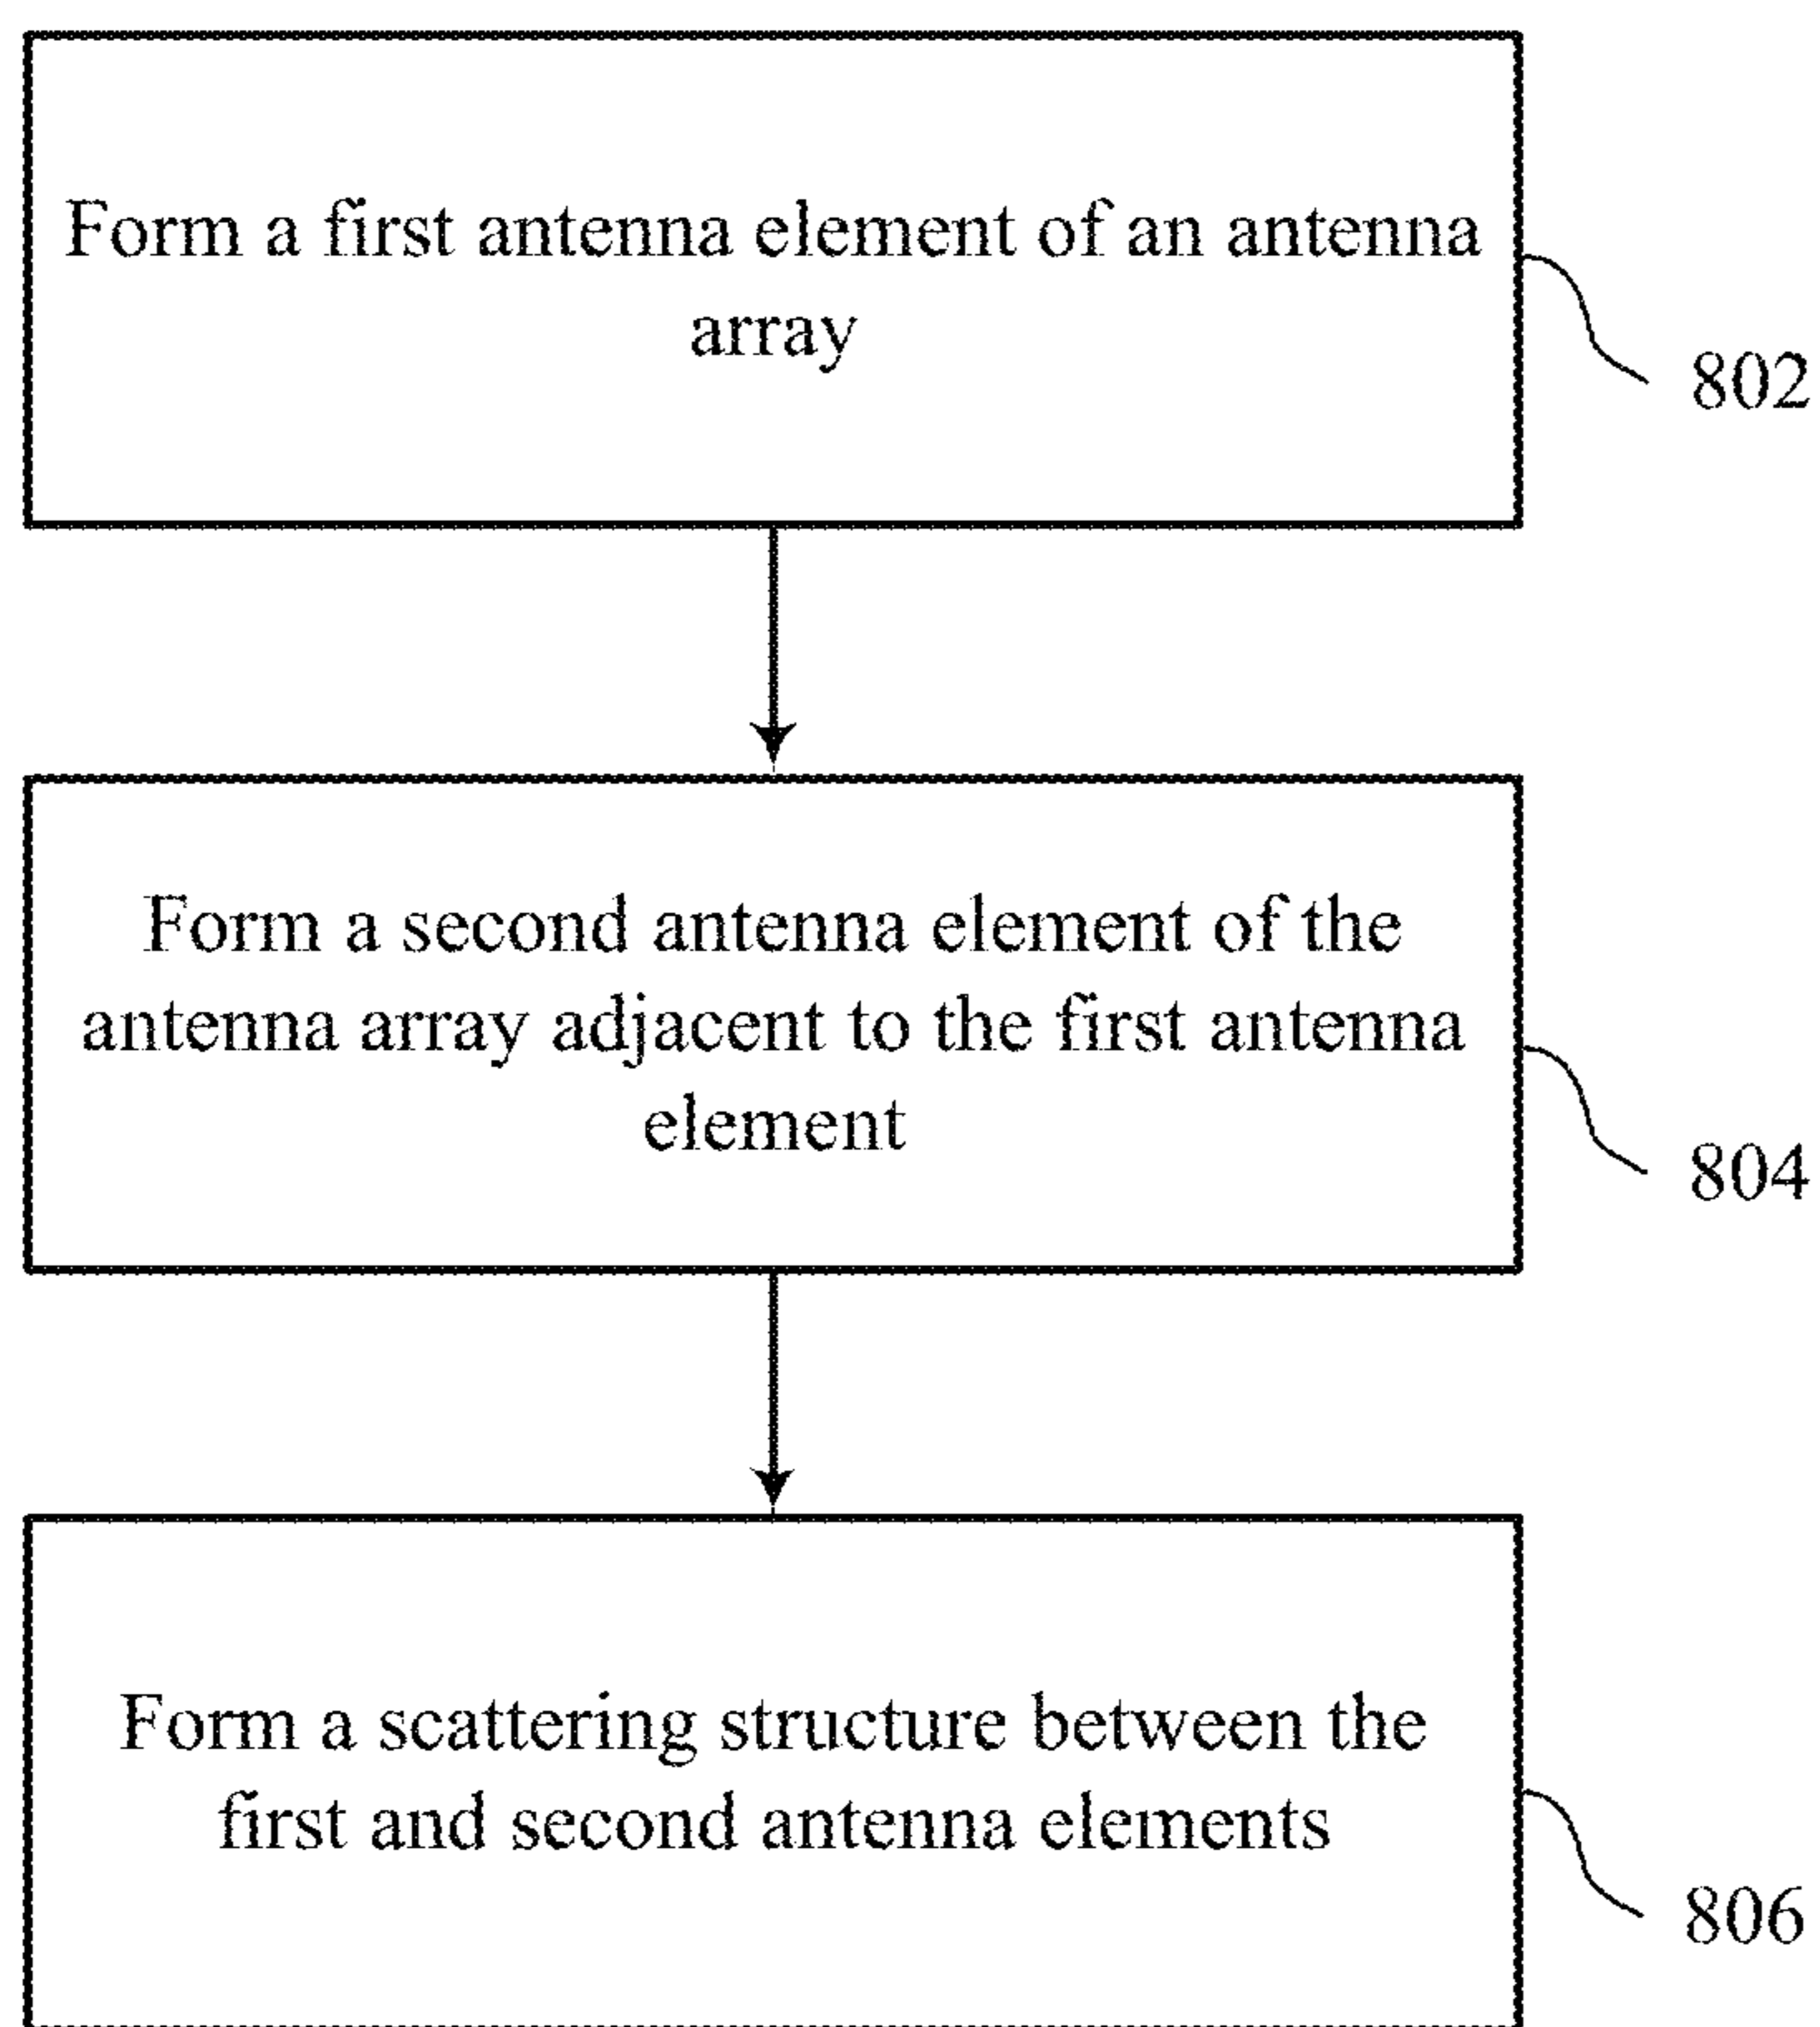 Form a first antenna element of an antenna
array
802
Form a second antenna element of the
antenna array adjacent to the first antenna
element
804
Form a scattering structure between the
first and second antenna elements
806